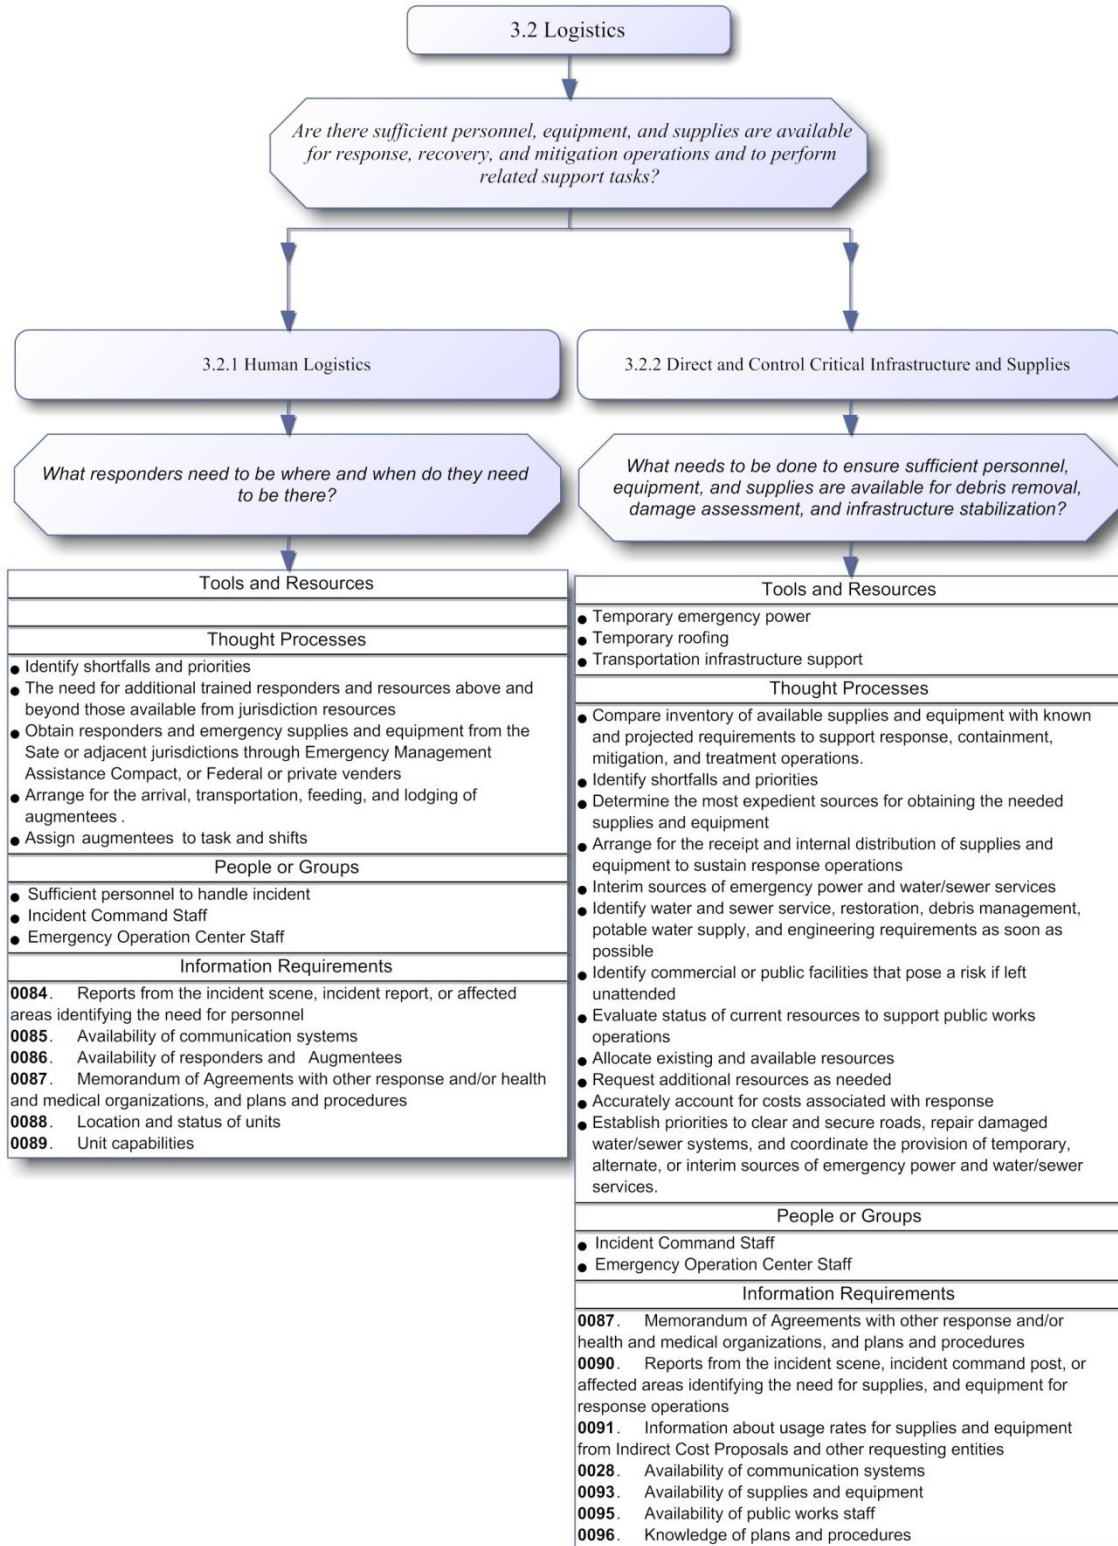 3.2 Logistics
Are there sufficient personnel, equipment, and supplies are available
for response, recovery, and mitigation operations and to perform
related support tasks?
3.2.1 Human Logistics
What responders need to be where and when do they need
to be there?
Tools and Resources
Thought Processes
● Identify shortfalls and priorities
● The need for additional trained responders and resources above and
beyond those available from jurisdiction resources
● Obtain responders and emergency supplies and equipment from the
Sate or adjacent jurisdictions through Emergency Management
Assistance Compact, or Federal or private venders
● Arrange for the arrival, transportation, feeding, and lodging of
augmentees .
● Assign augmentees to task and shifts
People or Groups
● Sufficient personnel to handle incident
● Incident Command Staff
● Emergency Operation Center Staff
Information Requirements
0084. Reports from the incident scene, incident report, or affected
areas identifying the need for personnel
0085. Availability of communication systems
0086. Availability of responders and Augmentees
0087. Memorandum of Agreements with other response and/or health
and medical organizations, and plans and procedures
0088. Location and status of units
0089. Unit capabilities
3.2.2 Direct and Control Critical Infrastructure and Supplies
What needs to be done to ensure sufficient personnel,
equipment, and supplies are available for debris removal,
damage assessment, and infrastructure stabilization?
Tools and Resources
● Temporary emergency power
● Temporary roofing
● Transportation infrastructure support
Thought Processes
● Compare inventory of available supplies and equipment with known
and projected requirements to support response, containment,
mitigation, and treatment operations.
● Identify shortfalls and priorities
● Determine the most expedient sources for obtaining the needed
supplies and equipment
● Arrange for the receipt and internal distribution of supplies and
equipment to sustain response operations
● Interim sources of emergency power and water/sewer services
● Identify water and sewer service, restoration, debris management,
potable water supply, and engineering requirements as soon as
possible
● Identify commercial or public facilities that pose a risk if left
unattended
● Evaluate status of current resources to support public works
operations
● Allocate existing and available resources
● Request additional resources as needed
● Accurately account for costs associated with response
● Establish priorities to clear and secure roads, repair damaged
water/sewer systems, and coordinate the provision of temporary,
alternate, or interim sources of emergency power and water/sewer
services.
People or Groups
● Incident Command Staff
● Emergency Operation Center Staff
Information Requirements
0087. Memorandum of Agreements with other response and/or
health and medical organizations, and plans and procedures
0090. Reports from the incident scene, incident command post, or
affected areas identifying the need for supplies, and equipment for
response operations
0091. Information about usage rates for supplies and equipment
from Indirect Cost Proposals and other requesting entities
0028. Availability of communication systems
0093. Availability of supplies and equipment
0095. Availability of public works staff
0096. Knowledge of plans and procedures